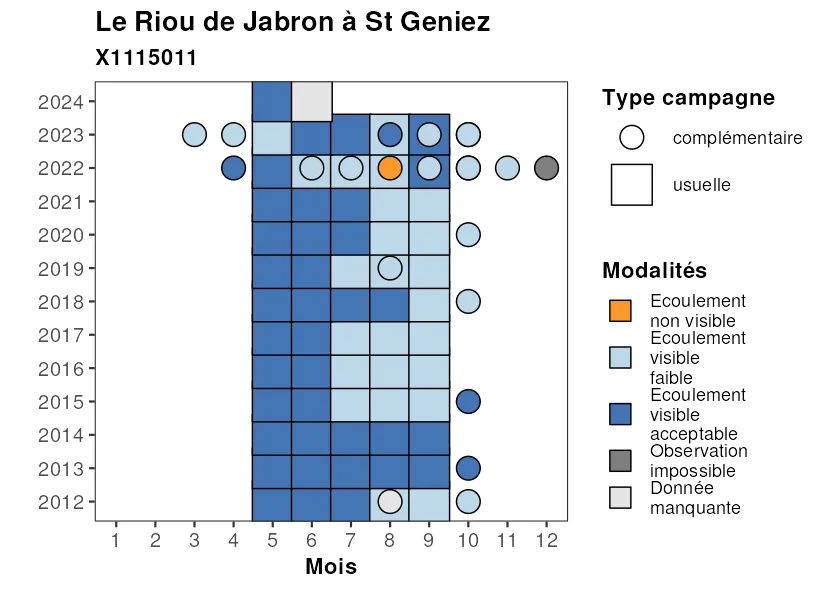 Le Riou de Jabron à St Geniez
X1115011
2024
2023
2022
2021
2020
2019
2018
2017
2016
2015
2014
2013
2012
1 2 3 4 5 6 7 8 9 10 11 12
Mois
Type campagne
complémentaire
usuelle
Modalités
Ecoulement
non visible
Ecoulement
visible
faible
Ecoulement
visible
acceptable
Observation
impossible
Donnée
manquante